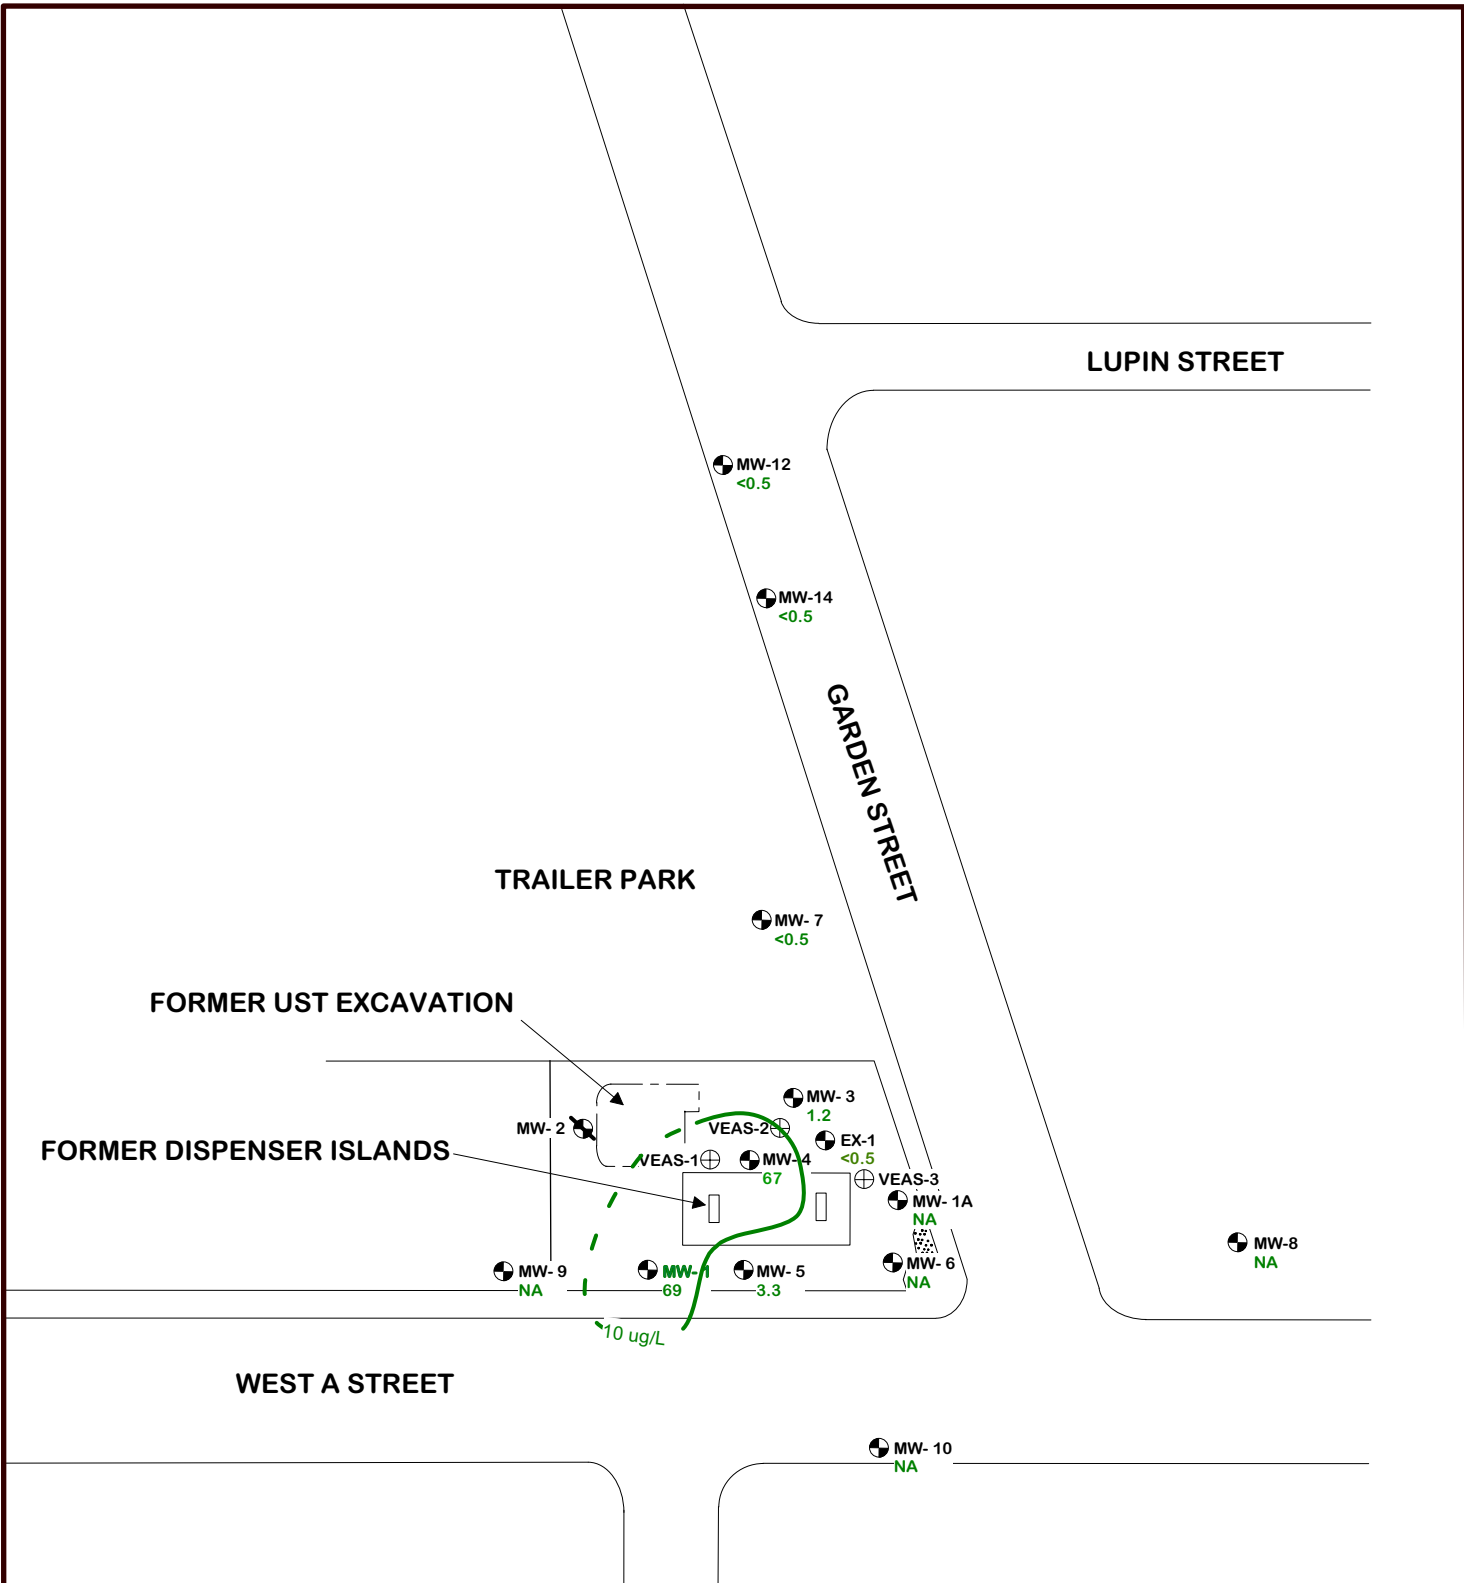 LUPIN STREET
MW-12
<0.5
MW-14
<0.5
GARDEN STREET
TRAILER PARK
MW- 7
<0.5
FORMER UST EXCAVATION
MW- 3
1.2
MW- 2
VEAS-2
EX-1
<0.5
FORMER DISPENSER ISLANDS
VEAS-1
MW-4
67
VEAS-3
MW- 1A
NA
MW-8
NA
MW- 6
NA
MW- 9
NA
MW-1
69
MW- 5
3.3
10 ug/L
WEST A STREET
MW- 10
NA